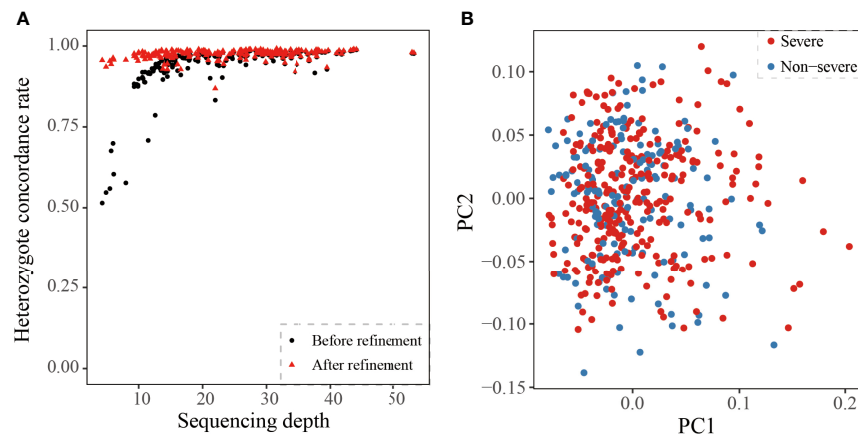 A
Heterozygote concordance rate
1.00
0.75
0.50
0.25
0.00
10
20
30
40
50
Sequencing depth
Before refinement
After refinement
B
PC2
0.10
0.05
0.00
−0.05
−0.10
−0.15
0.0
0.1
0.2
PC1
Severe
Non−severe